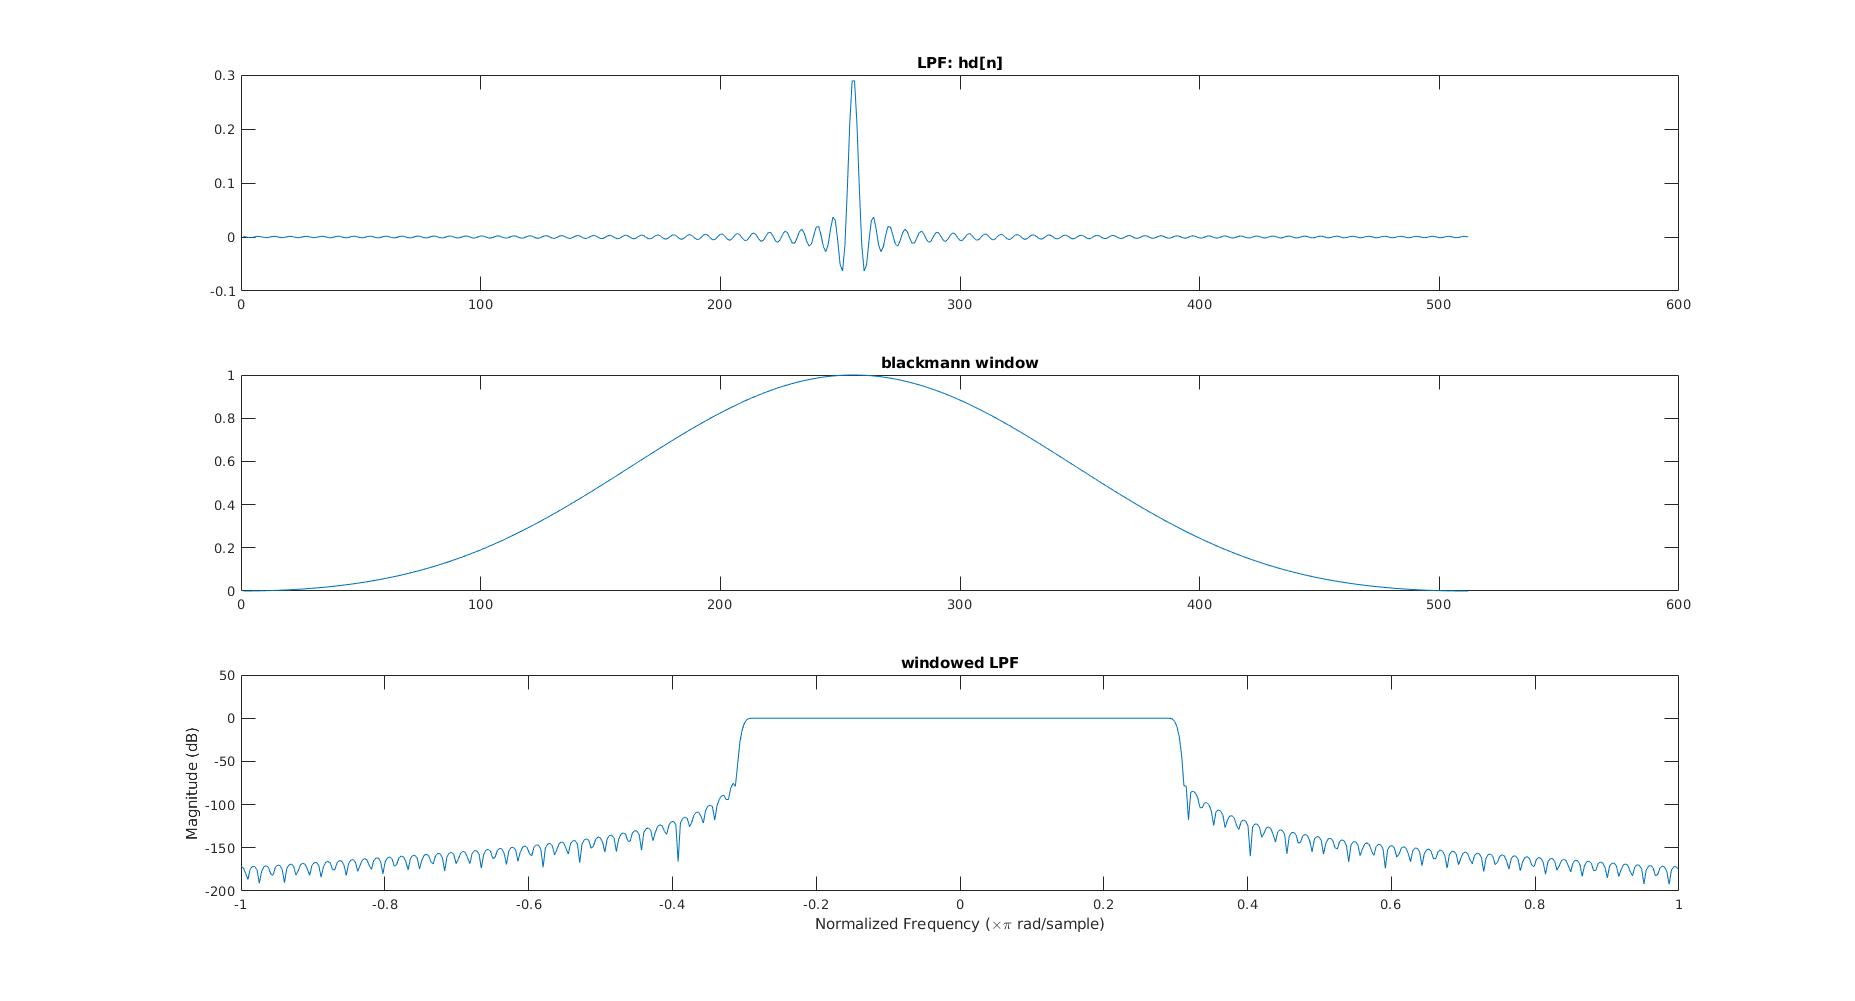 LPF: hd[n]
0.3
0.2
0.1
0
-0.1
0 100 200 300 400 500 600
blackmann window
1
0.8
0.6
0.4
0.2
0
0 100 200 300 400 500 600
windowed LPF
50
0
-50
-100
-150
-200
Magnitude (dB)
-1 -0.8 -0.6 -0.4 -0.2 0 0.2 0.4 0.6 0.8 1
Normalized Frequency (×π rad/sample)